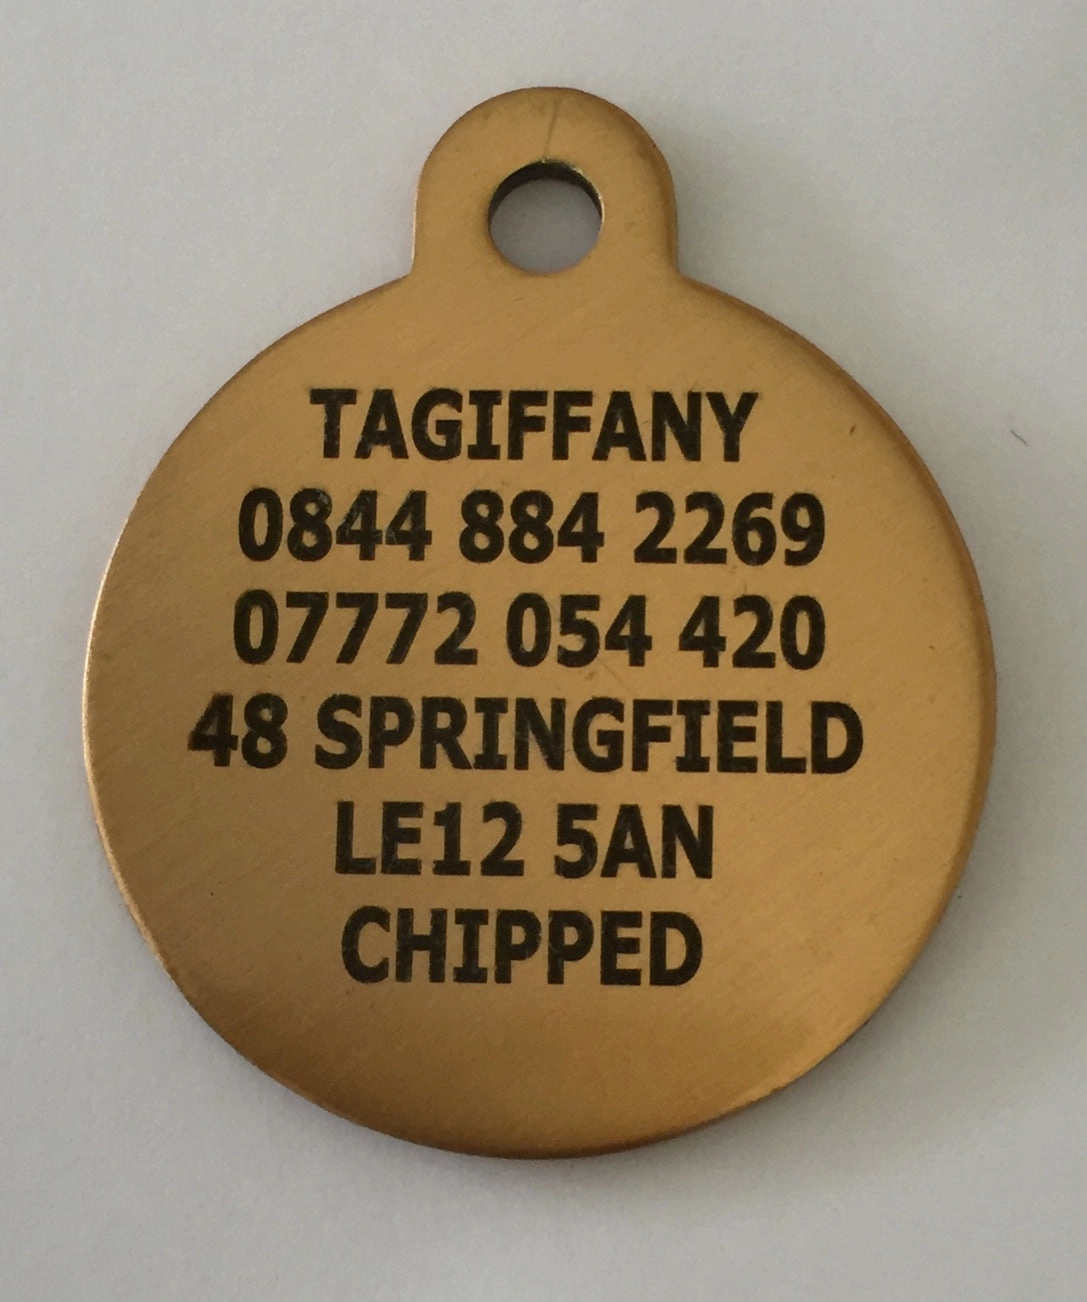 TAGIFFANY
0844 884 2269
07772 054 420
48 SPRINGFIELD
LE12 5AN
CHIPPED